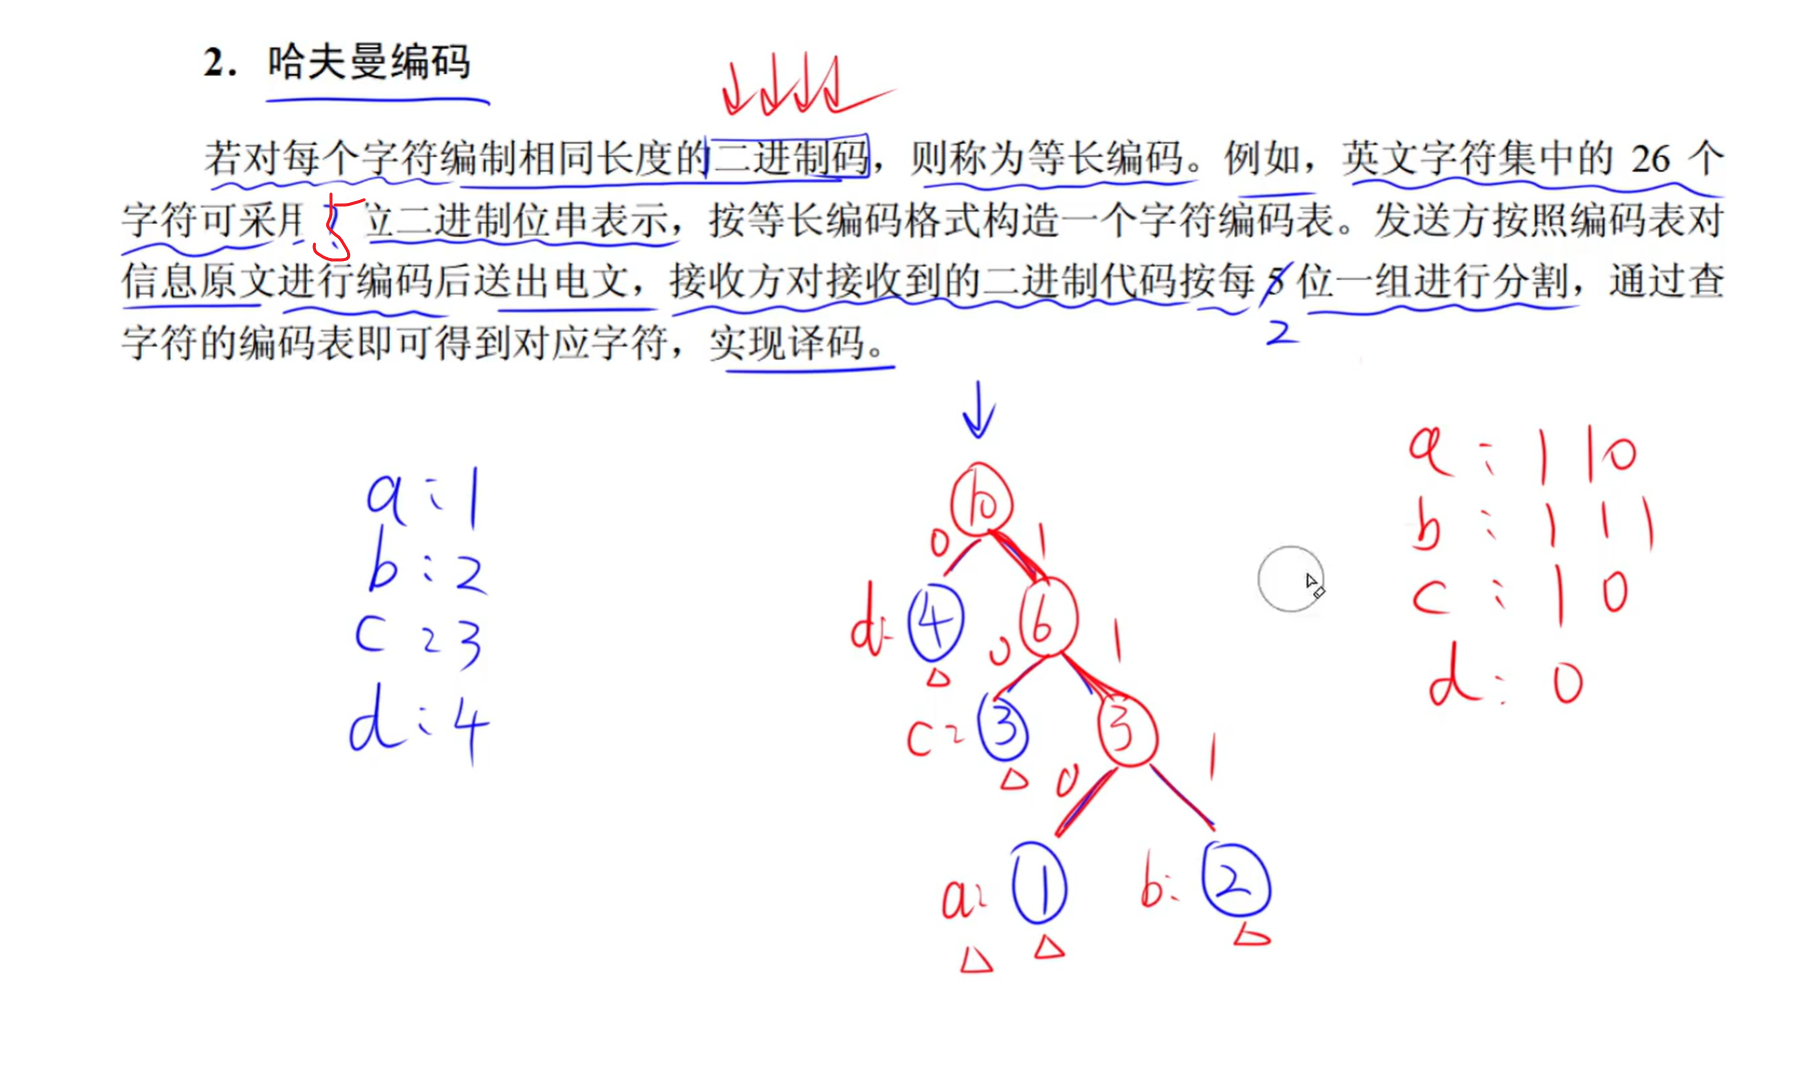 2．哈夫曼编码
若对每个字符编制相同长度的二进制码，则称为等长编码。例如，英文字符集中的 26 个
字符可采用 5 位二进制位串表示，按等长编码格式构造一个字符编码表。发送方按照编码表对
信息原文进行编码后送出电文，接收方对接收到的二进制代码按每 5 位一组进行分割，通过查
2
字符的编码表即可得到对应字符，实现译码。
a:1
b:2
c:3
d:4
10
0 1
d: 4 6
0 1
c: 3 3
0 1
a: 1 b: 2
a: 110
b: 111
c: 10
d: 0